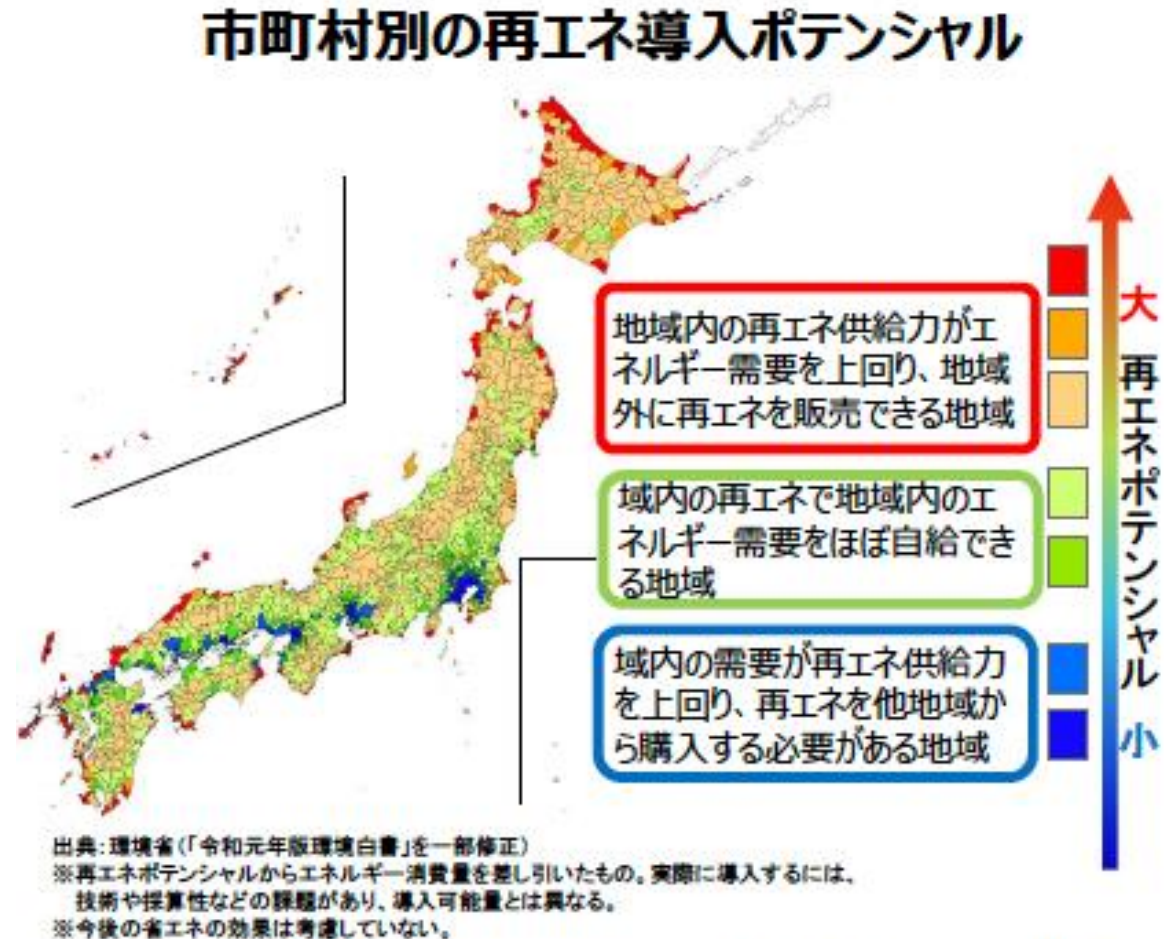 市町村別の再エネ導入ポテンシャル
地域内の再エネ供給力がエ
ネルギー需要を上回り、地域
外に再エネを販売できる地域
域内の再エネで地域内のエ
ネルギー需要をほぼ自給でき
る地域
域内の需要が再エネ供給力
を上回り、再エネを他地域か
ら購入する必要がある地域
大 再エネポテンシャル 小
出典:環境省(「令和元年版環境白書」を一部修正)
※再エネポテンシャルからエネルギー消費量を差し引いたもの。実際に導入するには、
技術や採算性などの課題があり、導入可能量とは異なる。
※今後の省エネの効果は考慮していない。